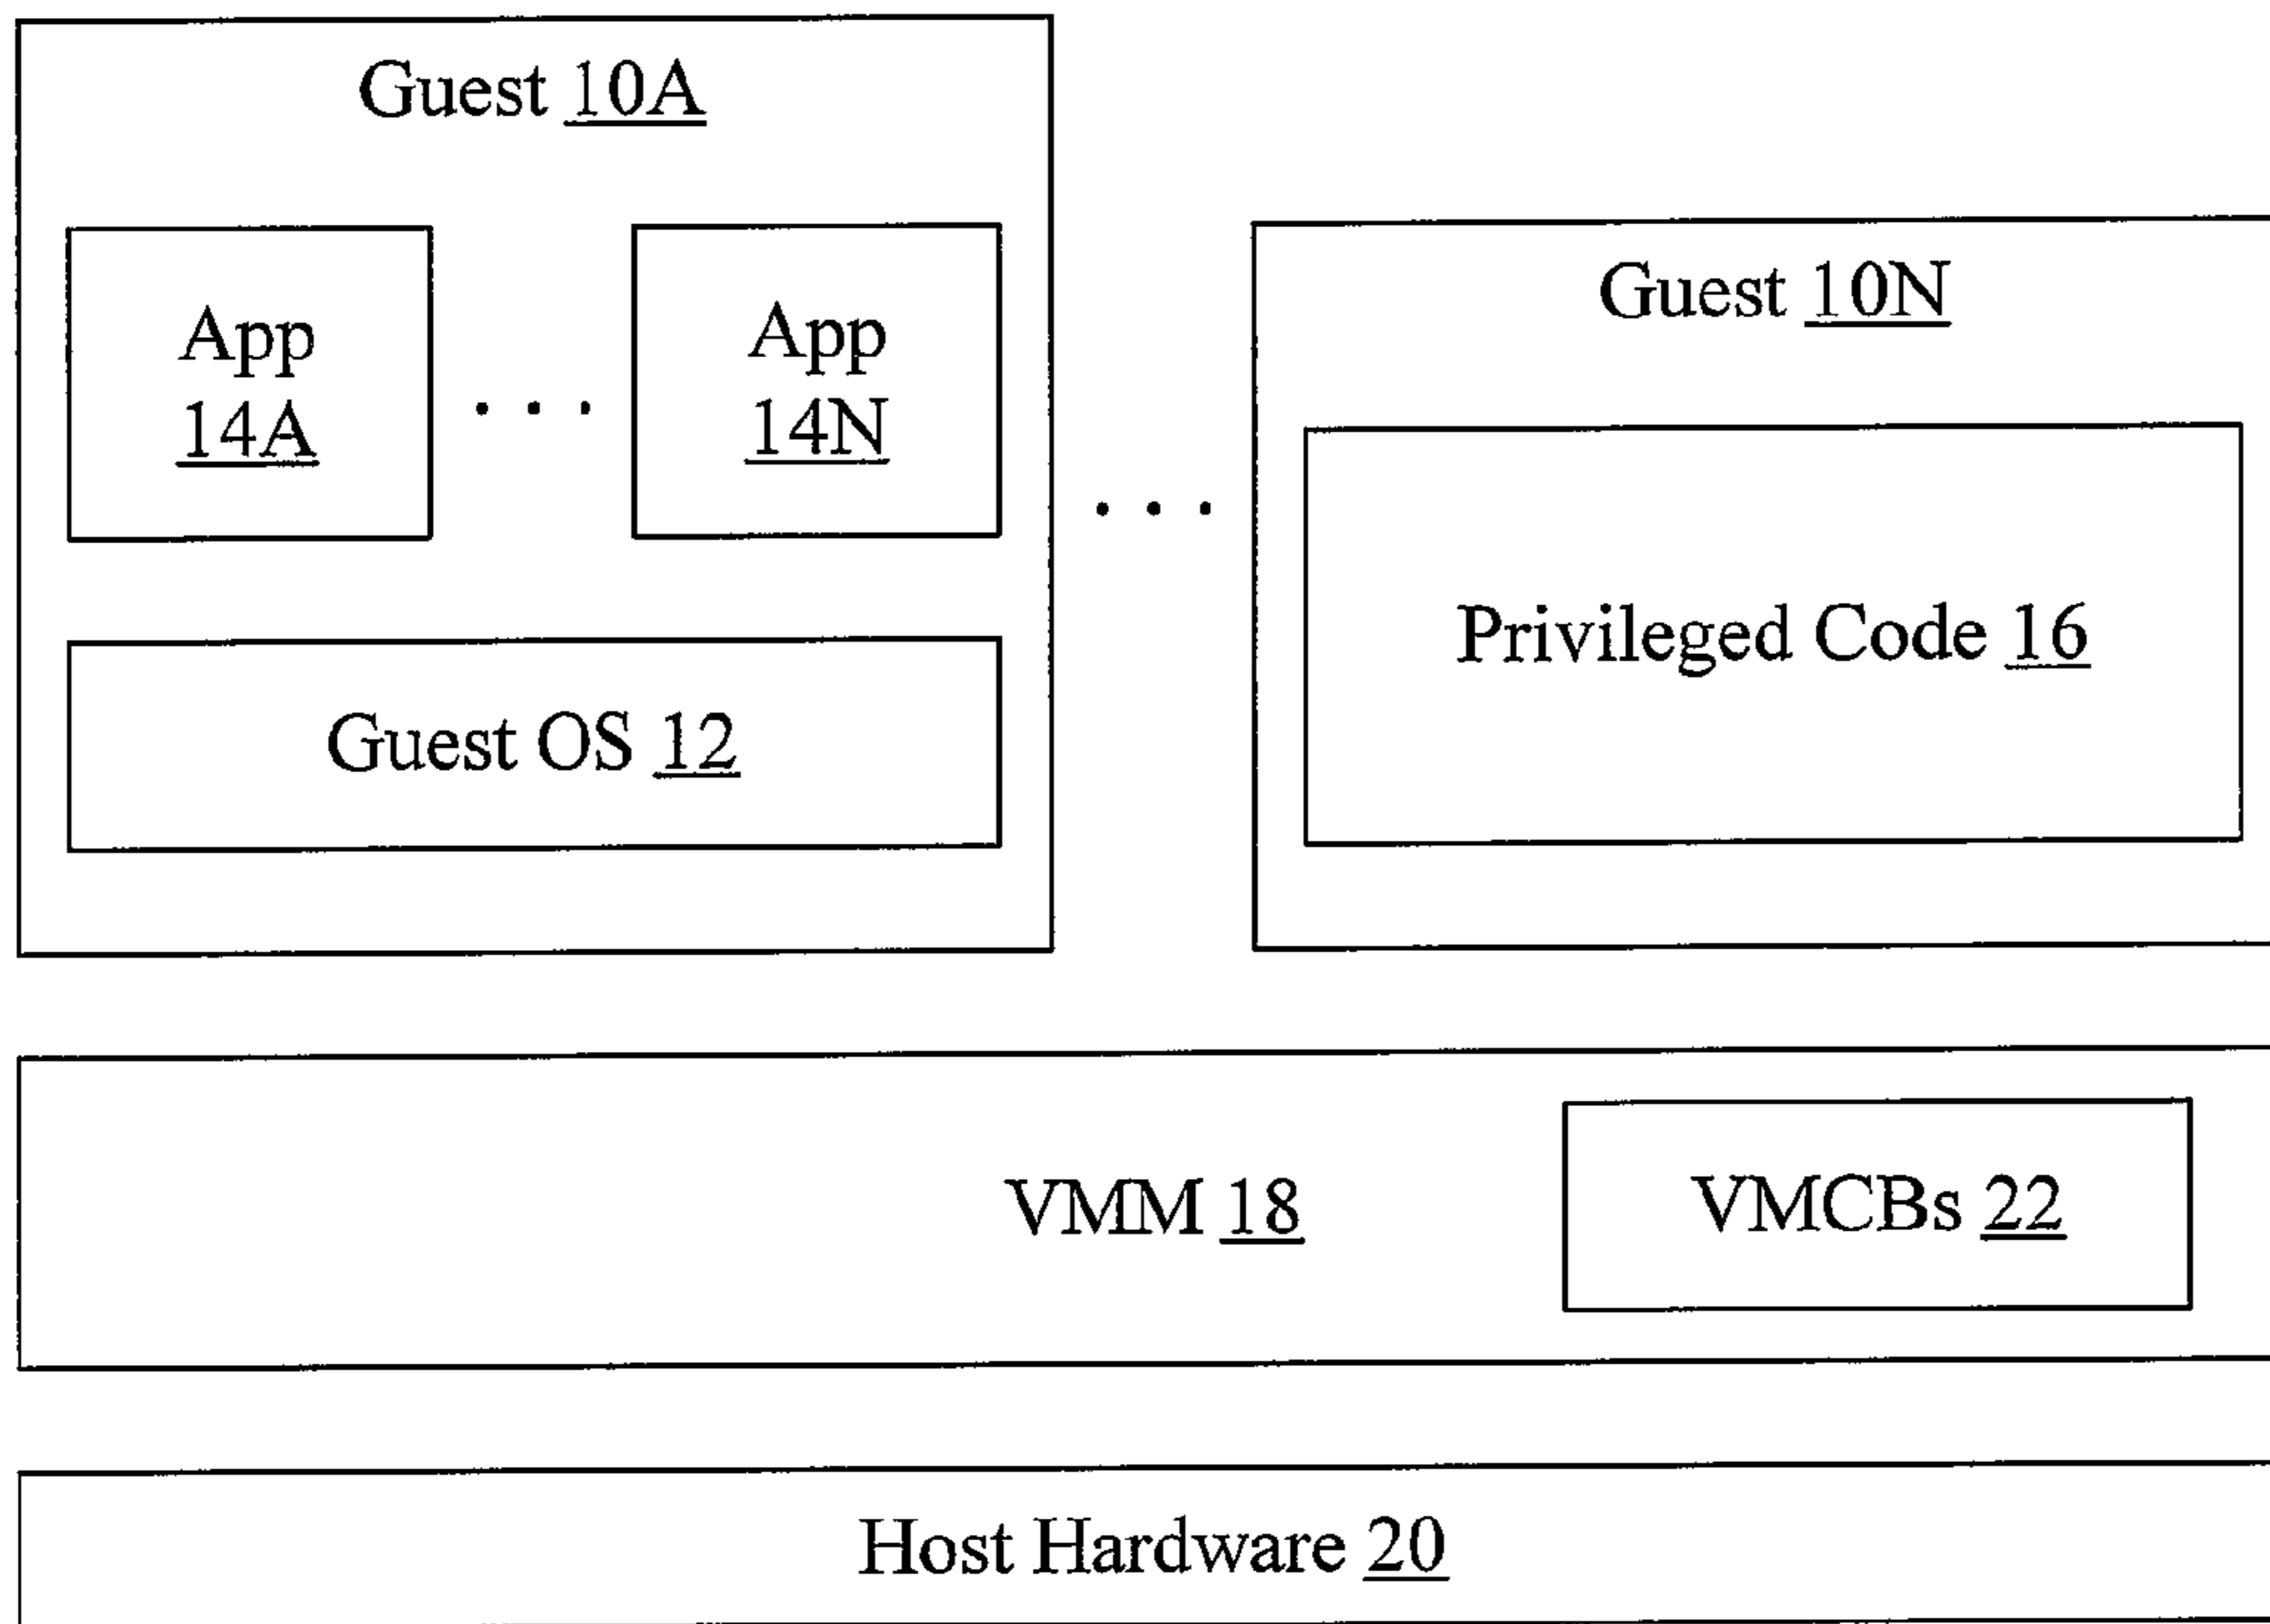 Guest 10A
App
14A
. . .
App
14N
Guest OS 12
. . .
Guest 10N
Privileged Code 16
VMM 18
VMCBs 22
Host Hardware 20